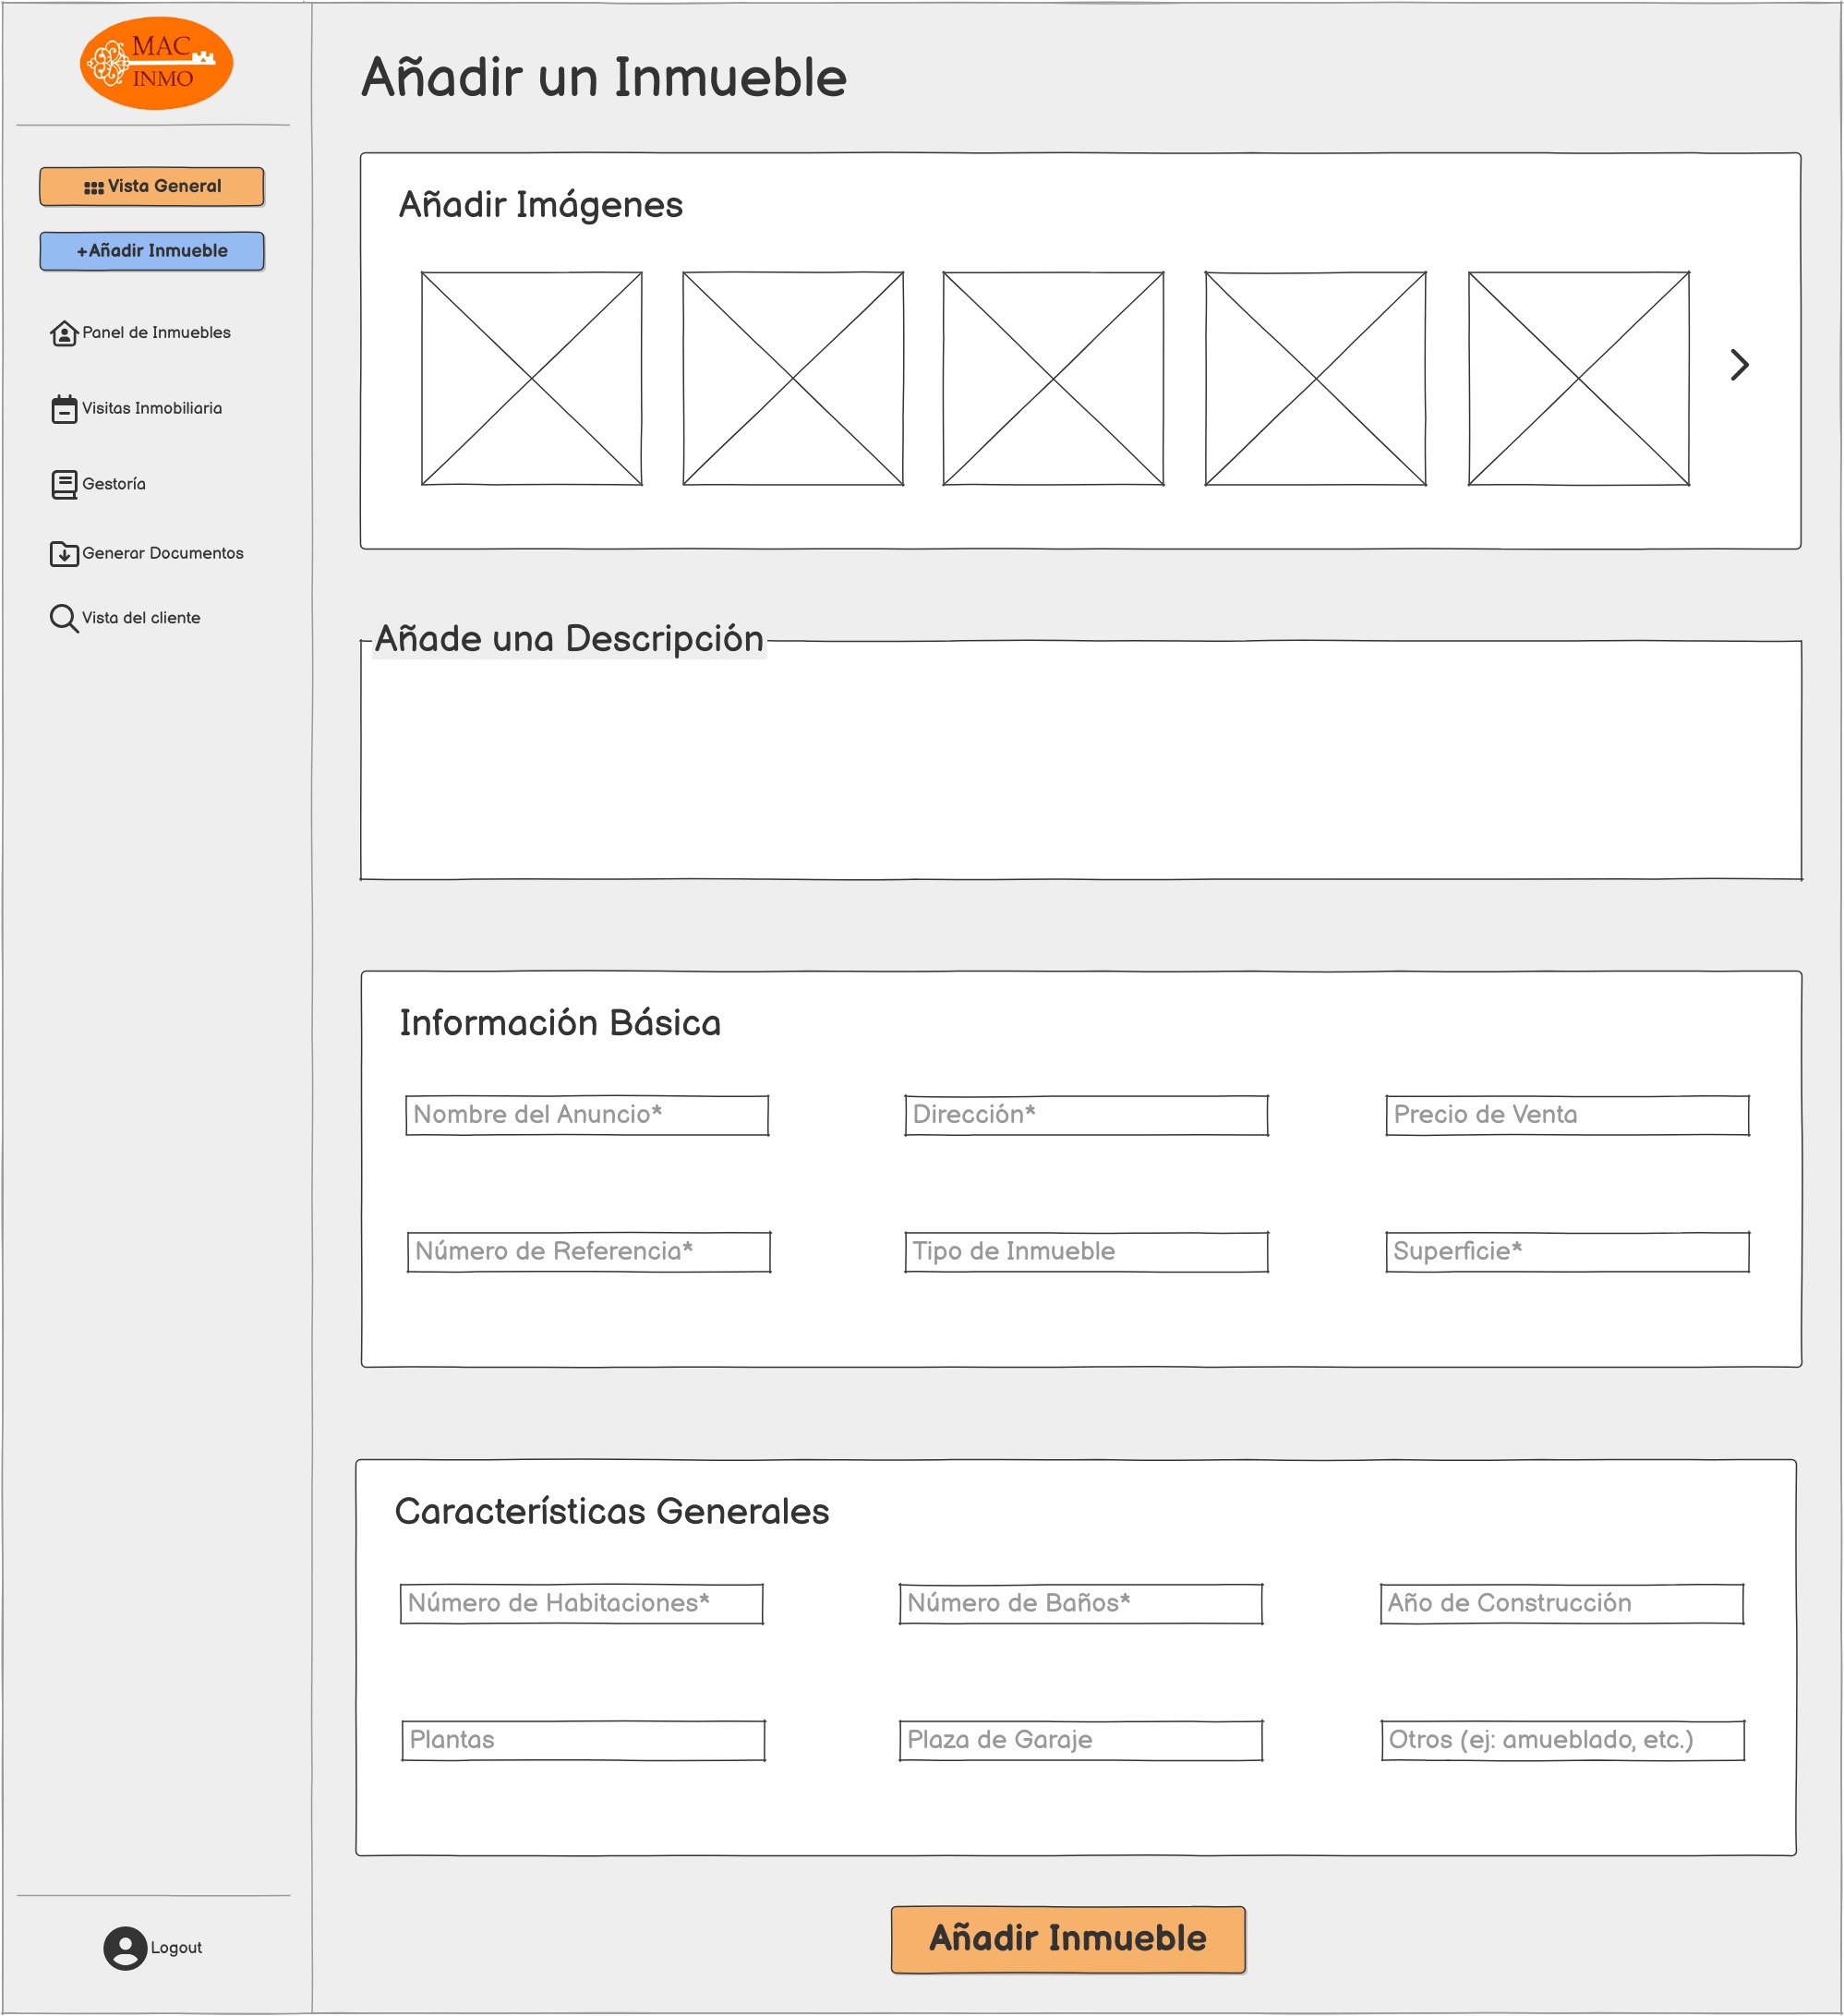 MAC
INMO
Vista General
+Añadir Inmueble
Panel de Inmuebles
Visitas Inmobiliaria
Gestoría
Generar Documentos
Vista del cliente
Logout
Añadir un Inmueble
Añadir Imágenes
Añade una Descripción
Información Básica
Nombre del Anuncio*
Dirección*
Precio de Venta
Número de Referencia*
Tipo de Inmueble
Superficie*
Características Generales
Número de Habitaciones*
Número de Baños*
Año de Construcción
Plantas
Plaza de Garaje
Otros (ej: amueblado, etc.)
Añadir Inmueble